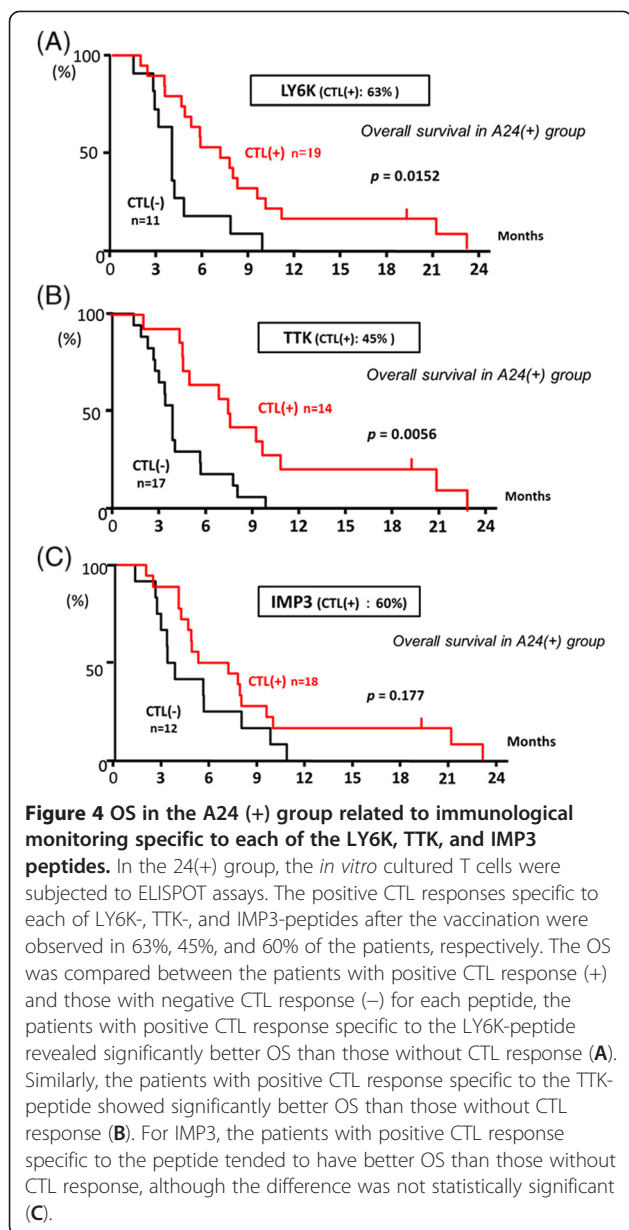 (A)
100
(%)
LY6K (CTL(+): 63%)
Overall survival in A24(+) group
50
CTL(+) n=19
p = 0.0152
CTL(-)
n=11
Months
0
0 3 6 9 12 15 18 21 24
(B)
100
(%)
TTK (CTL(+): 45%)
Overall survival in A24(+) group
50
CTL(+) n=14
p = 0.0056
CTL(-)
n=17
Months
0
0 3 6 9 12 15 18 21 24
(C)
100
(%)
IMP3 (CTL(+) : 60%)
Overall survival in A24(+) group
50
CTL(+) n=18
p = 0.177
CTL(-)
n=12
Months
0
0 3 6 9 12 15 18 21 24
Figure 4 OS in the A24 (+) group related to immunological
monitoring specific to each of the LY6K, TTK, and IMP3
peptides. In the 24(+) group, the in vitro cultured T cells were
subjected to ELISPOT assays. The positive CTL responses specific to
each of LY6K-, TTK-, and IMP3-peptides after the vaccination were
observed in 63%, 45%, and 60% of the patients, respectively. The OS
was compared between the patients with positive CTL response (+)
and those with negative CTL response (−) for each peptide, the
patients with positive CTL response specific to the LY6K-peptide
revealed significantly better OS than those without CTL response (A).
Similarly, the patients with positive CTL response specific to the TTK-
peptide showed significantly better OS than those without CTL
response (B). For IMP3, the patients with positive CTL response
specific to the peptide tended to have better OS than those without
CTL response, although the difference was not statistically significant
(C).